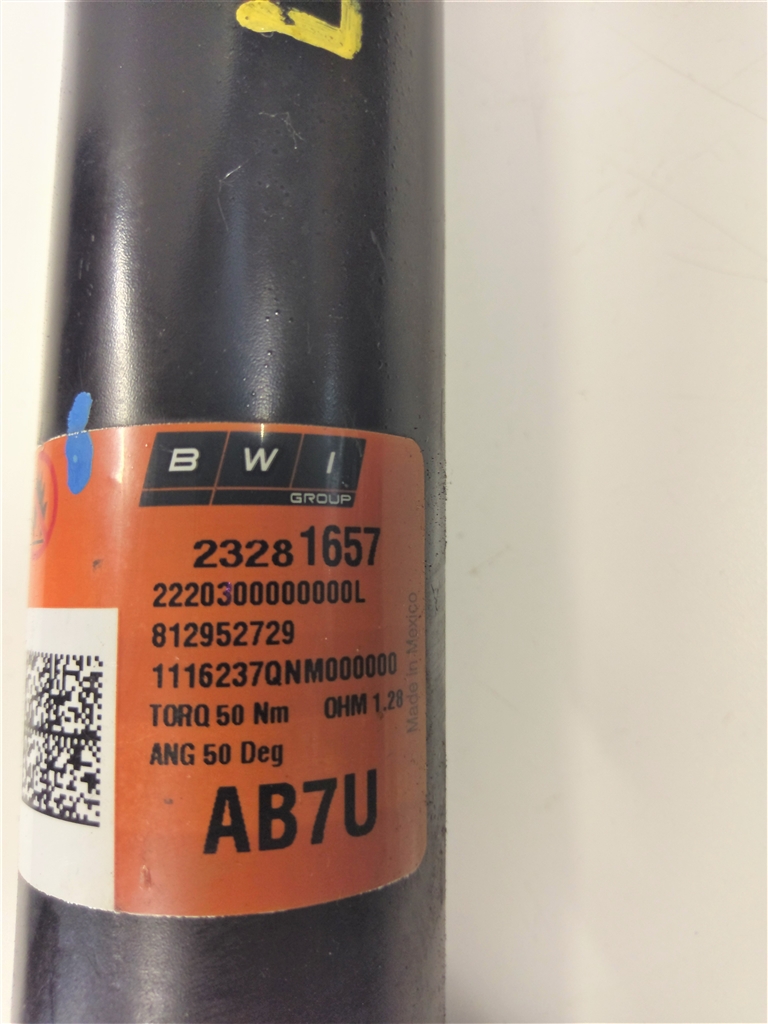 BWI
GROUP
23281657
2220300000000L
812952729
1116237QNM000000
TORQ 50 Nm OHM 1.28
ANG 50 Deg
AB7U
Made in Mexico